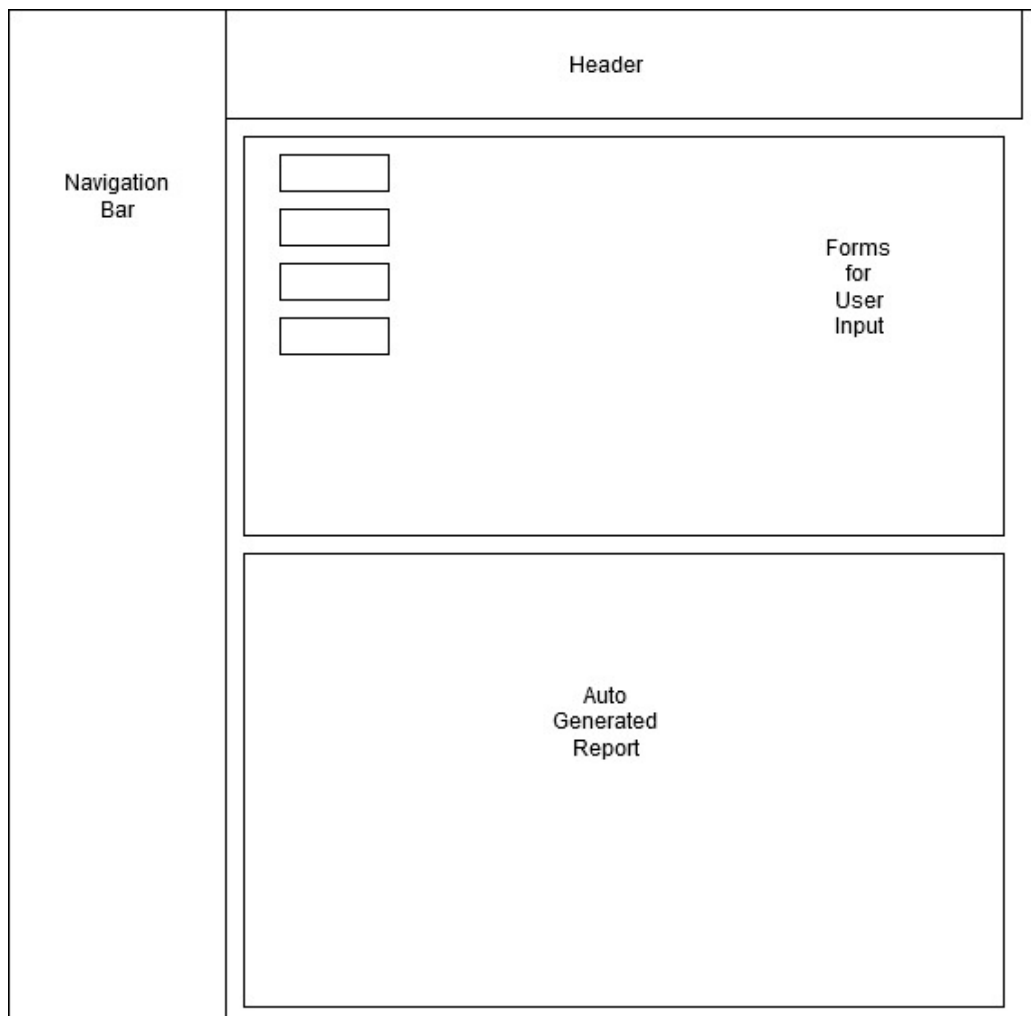 Header
Navigation
Bar
Forms
for
User
Input
Auto
Generated
Report